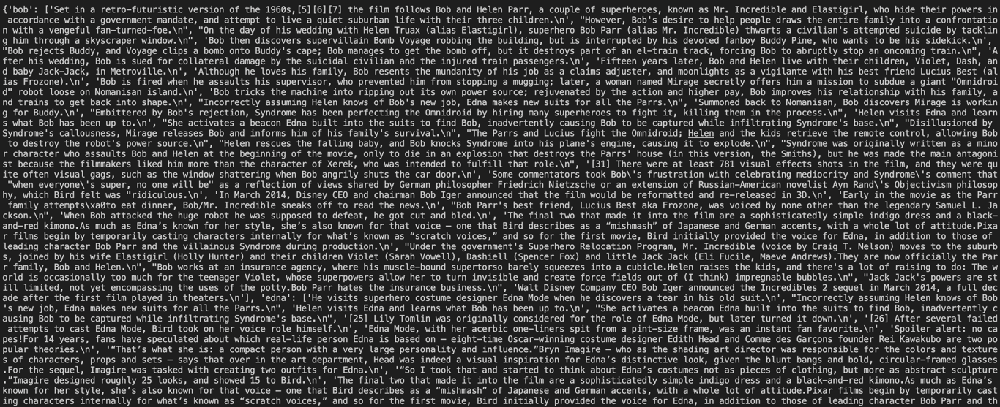 {'bob': ['Set in a retro-futuristic version of the 1960s,[5][6][7] the film follows Bob and Helen Parr, a couple of superheroes, known as Mr. Incredible and Elastigirl, who hide their powers in
 accordance with a government mandate, and attempt to live a quiet suburban life with their three children.\n', "However, Bob's desire to help people draws the entire family into a confrontatio
n with a vengeful fan-turned-foe.\n", "On the day of his wedding with Helen Truax (alias Elastigirl), superhero Bob Parr (alias Mr. Incredible) thwarts a civilian's attempted suicide by tacklin
g him through a skyscraper window.\n", 'Bob then discovers supervillain Bomb Voyage robbing the building, but is interrupted by his devoted fanboy Buddy Pine, who wants to be his sidekick.\n',
"Bob rejects Buddy, and Voyage clips a bomb onto Buddy's cape; Bob manages to get the bomb off, but it destroys part of an el-train track, forcing Bob to abruptly stop an oncoming train.\n", 'A
fter his wedding, Bob is sued for collateral damage by the suicidal civilian and the injured train passengers.\n', 'Fifteen years later, Bob and Helen live with their children, Violet, Dash, an
d baby Jack-Jack, in Metroville.\n', 'Although he loves his family, Bob resents the mundanity of his job as a claims adjuster, and moonlights as a vigilante with his best friend Lucius Best (al
ias Frozone).\n', 'Bob is fired when he assaults his supervisor, who prevented him from stopping a mugging; later, a woman named Mirage secretly offers him a mission to subdue a giant "Omnidroi
d" robot loose on Nomanisan island.\n', 'Bob tricks the machine into ripping out its own power source; rejuvenated by the action and higher pay, Bob improves his relationship with his family, a
nd trains to get back into shape.\n', "Incorrectly assuming Helen knows of Bob's new job, Edna makes new suits for all the Parrs.\n", 'Summoned back to Nomanisan, Bob discovers Mirage is workin
g for Buddy.\n', "Embittered by Bob's rejection, Syndrome has been perfecting the Omnidroid by hiring many superheroes to fight it, killing them in the process.\n", 'Helen visits Edna and learn
s what Bob has been up to.\n', "She activates a beacon Edna built into the suits to find Bob, inadvertently causing Bob to be captured while infiltrating Syndrome's base.\n", "Disillusioned by
Syndrome's callousness, Mirage releases Bob and informs him of his family's survival.\n", "The Parrs and Lucius fight the Omnidroid; Helen and the kids retrieve the remote control, allowing Bob
 to destroy the robot's power source.\n", "Helen rescues the falling baby, and Bob knocks Syndrome into his plane's engine, causing it to explode.\n", "Syndrome was originally written as a mino
r character who assaults Bob and Helen at the beginning of the movie, only to die in an explosion that destroys the Parrs' house (in this version, the Smiths), but he was made the main antagoni
st because the filmmakers liked him more than the character of Xerek, who was intended to fulfill that role.\n", '[31] There were at least 781 visual effects shots in the film, and they were qu
ite often visual gags, such as the window shattering when Bob angrily shuts the car door.\n', 'Some commentators took Bob\'s frustration with celebrating mediocrity and Syndrome\'s comment that
 "when everyone\'s super, no one will be" as a reflection of views shared by German philosopher Friedrich Nietzsche or an extension of Russian-American novelist Ayn Rand\'s Objectivism philosop
hy, which Bird felt was "ridiculous.\n', 'In March 2014, Disney CEO and chairman Bob Iger announced that the film would be reformatted and re-released in 3D.\n', 'Early in the movie as the Parr
 family attempts\xa0to eat dinner, Bob/Mr. Incredible sneaks off to read the news.\n', "Bob Parr's best friend, Lucius Best aka Frozone, was voiced by none other than the legendary Samuel L. Ja
ckson.\n", 'When Bob attacked the huge robot he was supposed to defeat, he got cut and bled.\n', 'The final two that made it into the film are a sophisticatedly simple indigo dress and a black-
and-red kimono.As much as Edna’s known for her style, she’s also known for that voice — one that Bird describes as a “mishmash” of Japanese and German accents, with a whole lot of attitude.Pixa
r films begin by temporarily casting characters internally for what’s known as “scratch voices,” and so for the first movie, Bird initially provided the voice for Edna, in addition to those of
leading character Bob Parr and the villainous Syndrome during production.\n', "Under the government's Superhero Relocation Program, Mr. Incredible (voice by Craig T. Nelson) moves to the suburb
s, joined by his wife Elastigirl (Holly Hunter) and their children Violet (Sarah Vowell), Dashiell (Spencer Fox) and little Jack Jack (Eli Fucile, Maeve Andrews).They are now officially the Par
r family, Bob and Helen.\n", "Bob works at an insurance agency, where his muscle-bound supertorso barely squeezes into a cubicle.Helen raises the kids, and there's a lot of raising to do: The w
orld is occasionally too much for the teenager Violet, whose superpowers allow her to turn invisible and create force fields out of (I think) impregnable bubbles.\n", "Jack Jack's powers are st
ill limited, not yet encompassing the uses of the potty.Bob Parr hates the insurance business.\n", 'Walt Disney Company CEO Bob Iger announced the Incredibles 2 sequel in March 2014, a full dec
ade after the first film played in theaters.\n'], 'edna': ['He visits superhero costume designer Edna Mode when he discovers a tear in his old suit.\n', "Incorrectly assuming Helen knows of Bob
's new job, Edna makes new suits for all the Parrs.\n", 'Helen visits Edna and learns what Bob has been up to.\n', "She activates a beacon Edna built into the suits to find Bob, inadvertently c
ausing Bob to be captured while infiltrating Syndrome's base.\n", '[25] Lily Tomlin was originally considered for the role of Edna Mode, but later turned it down.\n', '[26] After several failed
 attempts to cast Edna Mode, Bird took on her voice role himself.\n', 'Edna Mode, with her acerbic one-liners spit from a pint-size frame, was an instant fan favorite.\n', 'Spoiler alert: no ca
pes!For 14 years, fans have speculated about which real-life person Edna is based on — eight-time Oscar-winning costume designer Edith Head and Comme des Garçons founder Rei Kawakubo are two po
pular theories.\n', '“That’s what she is: a compact person with a very large personality and influence.”Bryn Imagire — who as the shading art director was responsible for the colors and texture
s of characters, props and sets — says that over in the art department, Head was indeed a visual inspiration for Edna’s distinctive look, given the blunt bangs and bold, circular-framed glasses
.For the sequel, Imagire was tasked with creating two outfits for Edna.\n', '“So I took that and started to think about Edna’s costumes not as pieces of clothing, but more as abstract sculpture
.”Imagire designed roughly 25 looks, and showed 15 to Bird.\n', 'The final two that made it into the film are a sophisticatedly simple indigo dress and a black-and-red kimono.As much as Edna’s
known for her style, she’s also known for that voice — one that Bird describes as a “mishmash” of Japanese and German accents, with a whole lot of attitude.Pixar films begin by temporarily cast
ing characters internally for what’s known as “scratch voices,” and so for the first movie, Bird initially provided the voice for Edna, in addition to those of leading character Bob Parr and th